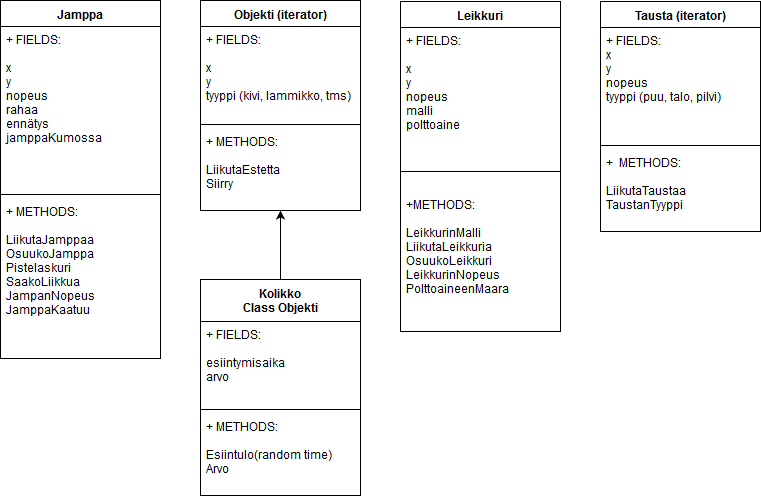 Jamppa
+ FIELDS:
x
y
nopeus
rahaa
ennätys
jamppaKumossa
+ METHODS:
LiikutaJamppaa
OsuukoJamppa
Pistelaskuri
SaakoLiikkua
JampanNopeus
JamppaKaatuu
Objekti (iterator)
+ FIELDS:
x
y
tyyppi (kivi, lammikko, tms)
+ METHODS:
LiikutaEstetta
Siirry
Kolikko
Class Objekti
+ FIELDS:
esiintymisaika
arvo
+ METHODS:
Esiintulo(random time)
Arvo
Leikkuri
+ FIELDS:
x
y
nopeus
malli
polttoaine
+METHODS:
LeikkurinMalli
LiikutaLeikkuria
OsuukoLeikkuri
LeikkurinNopeus
PolttoaineenMaara
Tausta (iterator)
+ FIELDS:
x
y
nopeus
tyyppi (puu, talo, pilvi)
+  METHODS:
LiikutaTaustaa
TaustanTyyppi